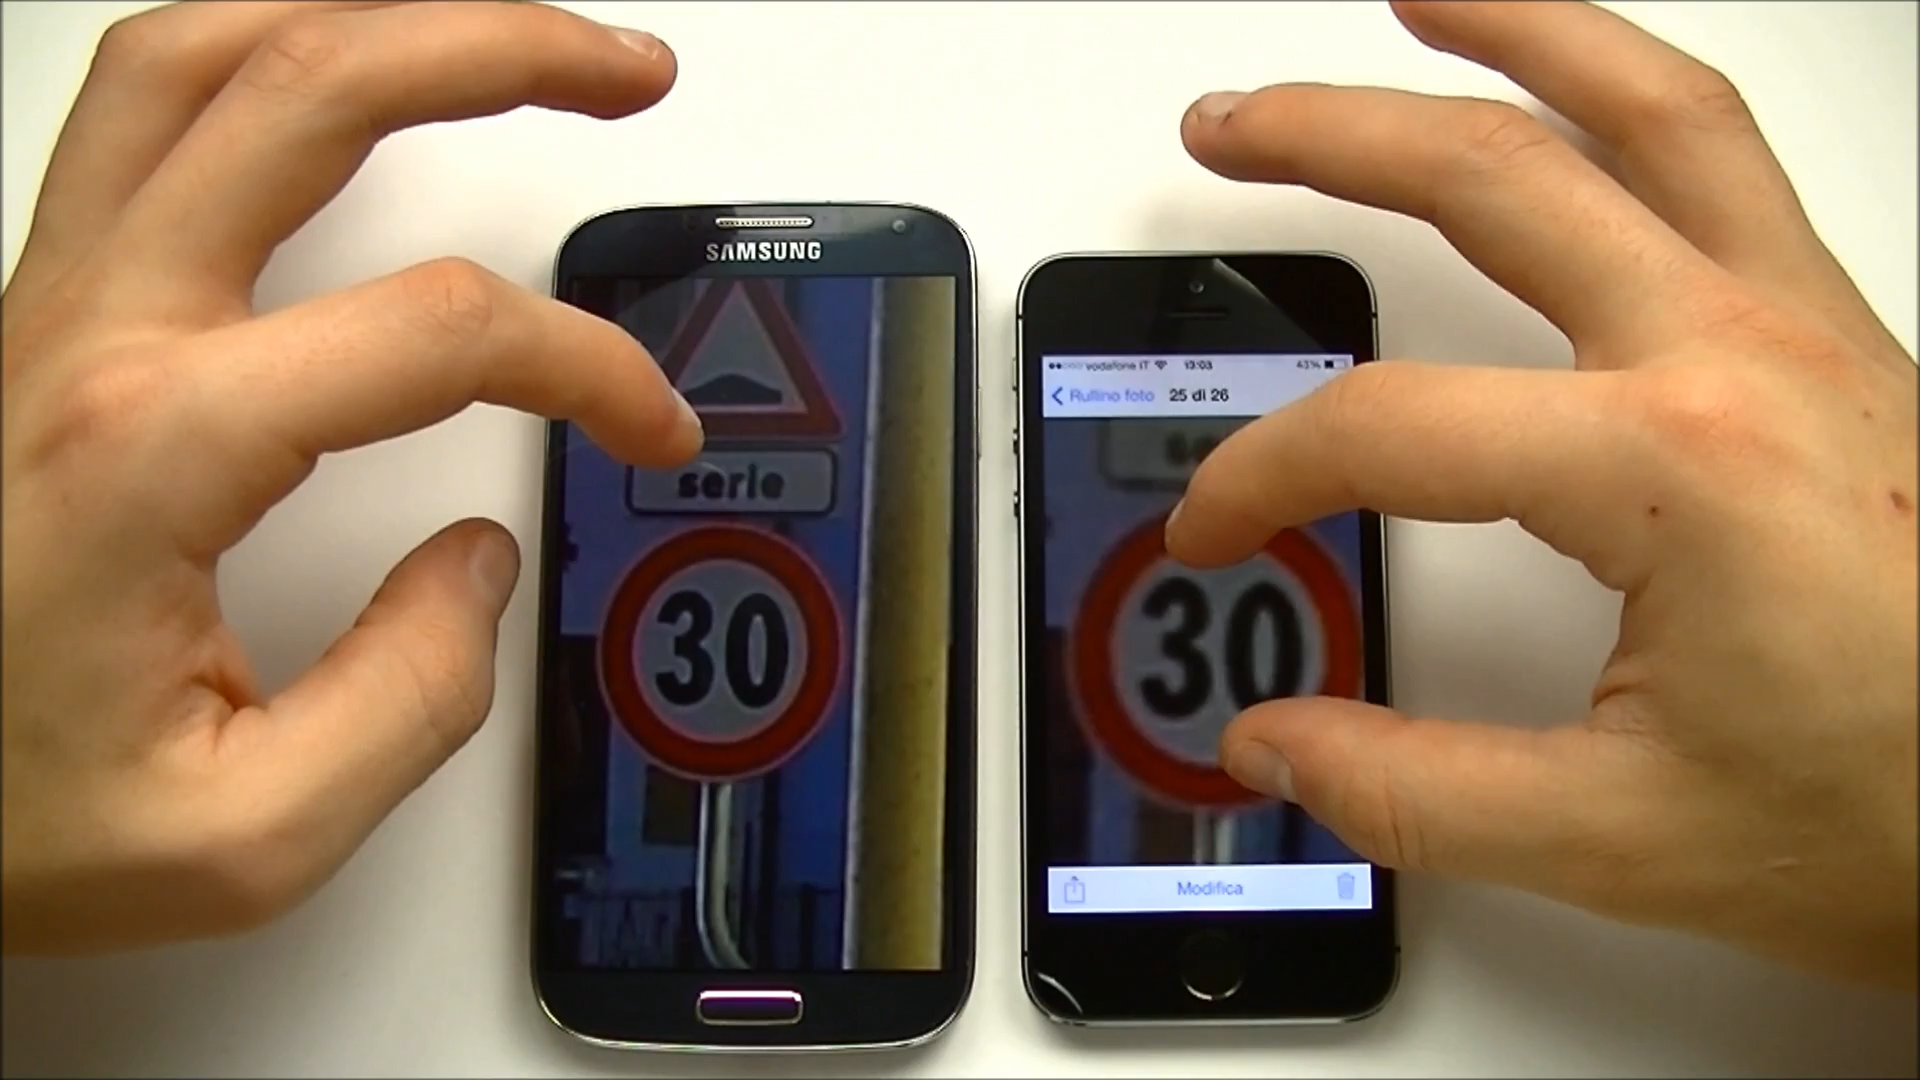 SAMSUNG
serie
30
vodafone IT 13:03 43%
Rullino foto 25 di 26
30
Modifica